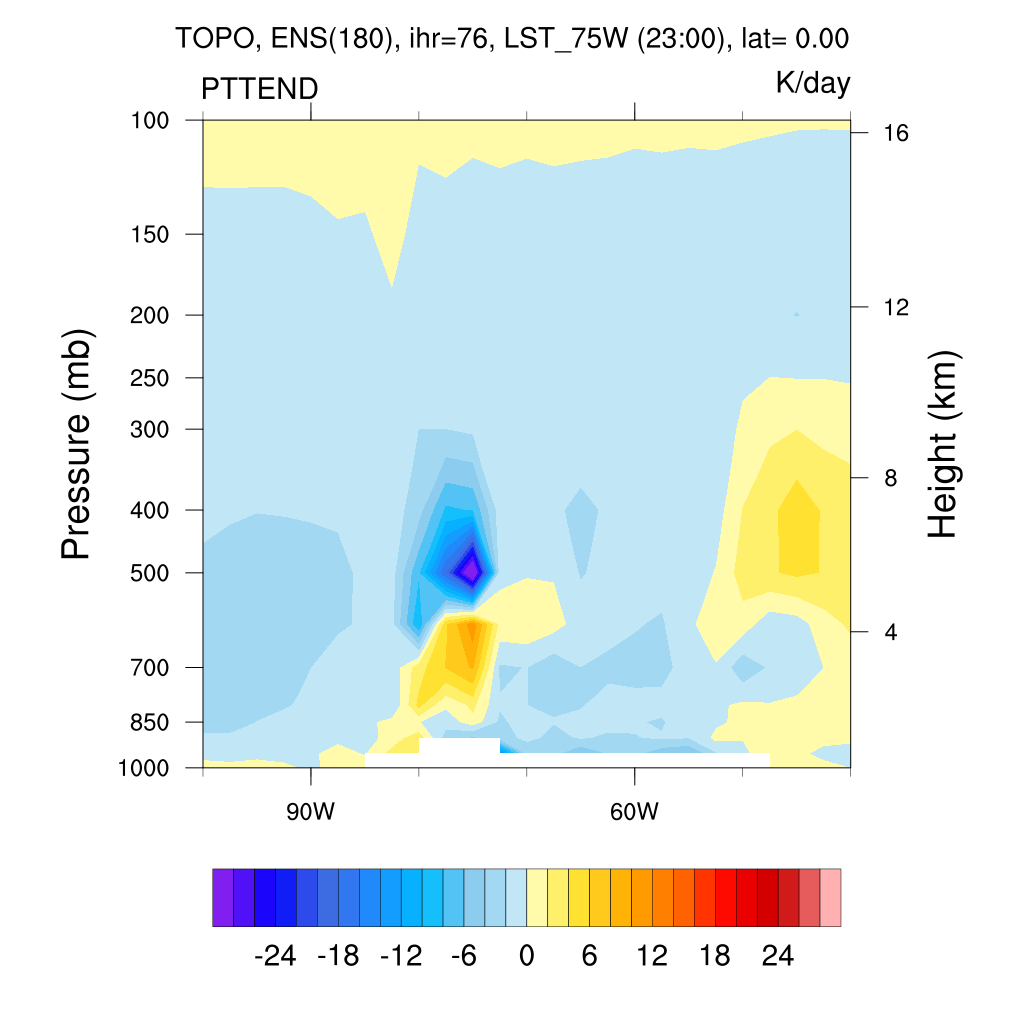 TOPO, ENS(180), ihr=76, LST_75W (23:00), lat= 0.00
PTTEND K/day
100
150
200
250
300
400
500
700
850
1000
Pressure (mb)
16
12
8
4
Height (km)
90W 60W
-24 -18 -12 -6 0 6 12 18 24